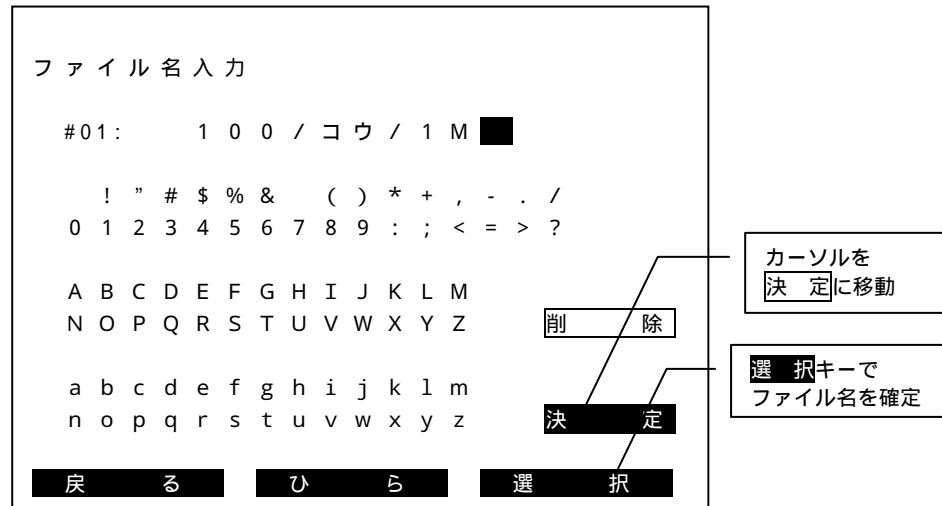 ファイル名入力
#01: 100/コウ/1M
! ” # $ % & ( ) * + , - . /
0 1 2 3 4 5 6 7 8 9 : ; < = > ?
A B C D E F G H I J K L M
N O P Q R S T U V W X Y Z
削 除
a b c d e f g h i j k l m
n o p q r s t u v w x y z
決 定
戻 る ひ ら 選 択
カーソルを
決 定に移動
選 択キーで
ファイル名を確定